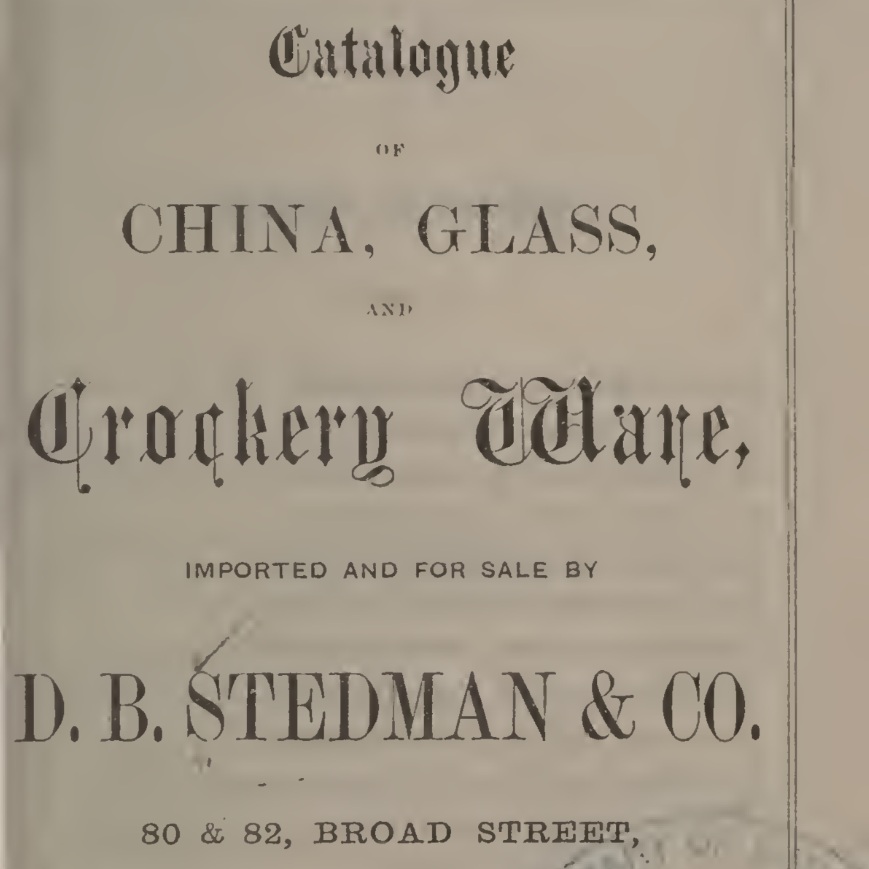 Catalogue
OF
CHINA, GLASS,
AND
Crockery Ware,
IMPORTED AND FOR SALE BY
D. B. STEDMAN & CO.
80 & 82, BROAD STREET,